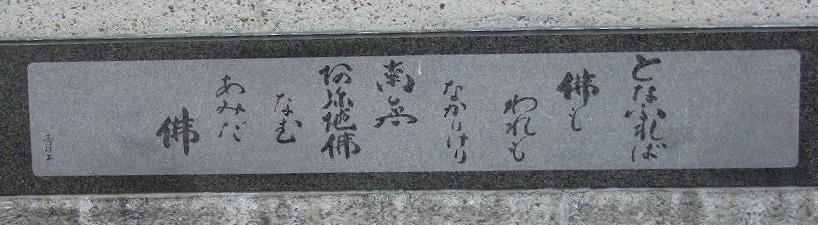 となふれば
佛も
われも
なかりけり
南無
阿弥陀佛
なむ
あみだ
佛